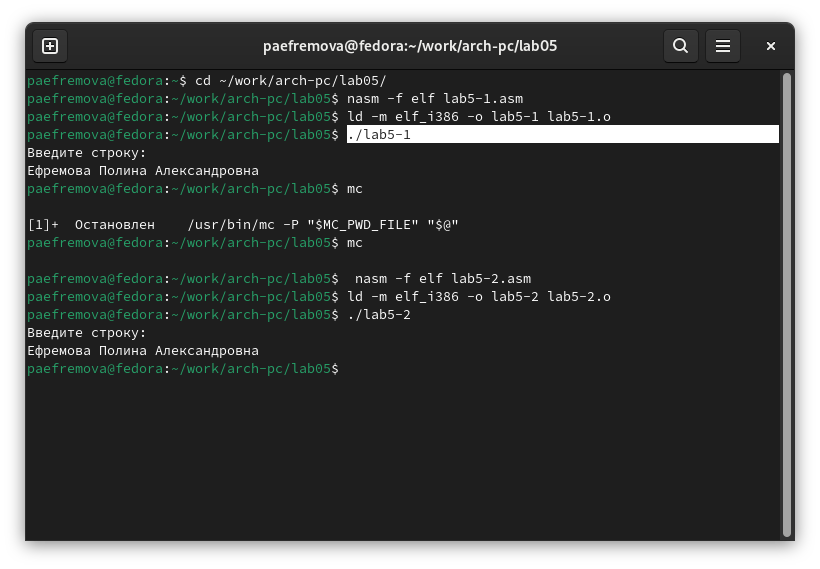 paefremova@fedora:~/work/arch-pc/lab05
paefremova@fedora:~$ cd ~/work/arch-pc/lab05/
paefremova@fedora:~/work/arch-pc/lab05$ nasm -f elf lab5-1.asm
paefremova@fedora:~/work/arch-pc/lab05$ ld -m elf_i386 -o lab5-1 lab5-1.o
paefremova@fedora:~/work/arch-pc/lab05$ ./lab5-1
Введите строку:
Ефремова Полина Александровна
paefremova@fedora:~/work/arch-pc/lab05$ mc
[1]+  Остановлен    /usr/bin/mc -P "$MC_PWD_FILE" "$@"
paefremova@fedora:~/work/arch-pc/lab05$ mc
paefremova@fedora:~/work/arch-pc/lab05$  nasm -f elf lab5-2.asm
paefremova@fedora:~/work/arch-pc/lab05$ ld -m elf_i386 -o lab5-2 lab5-2.o
paefremova@fedora:~/work/arch-pc/lab05$ ./lab5-2
Введите строку:
Ефремова Полина Александровна
paefremova@fedora:~/work/arch-pc/lab05$